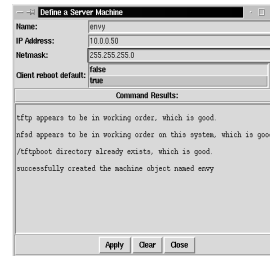 Define a Server Machine
Name: envy
IP Address: 10.0.0.50
Netmask: 255.255.255.0
Client reboot default: false
true
Command Results:
tftp appears to be in working order, which is good.
nfsd appears to be in working order on this system, which is goo
/tftpboot directory already exists, which is good.
successfully created the machine object named envy
Apply Clear Close